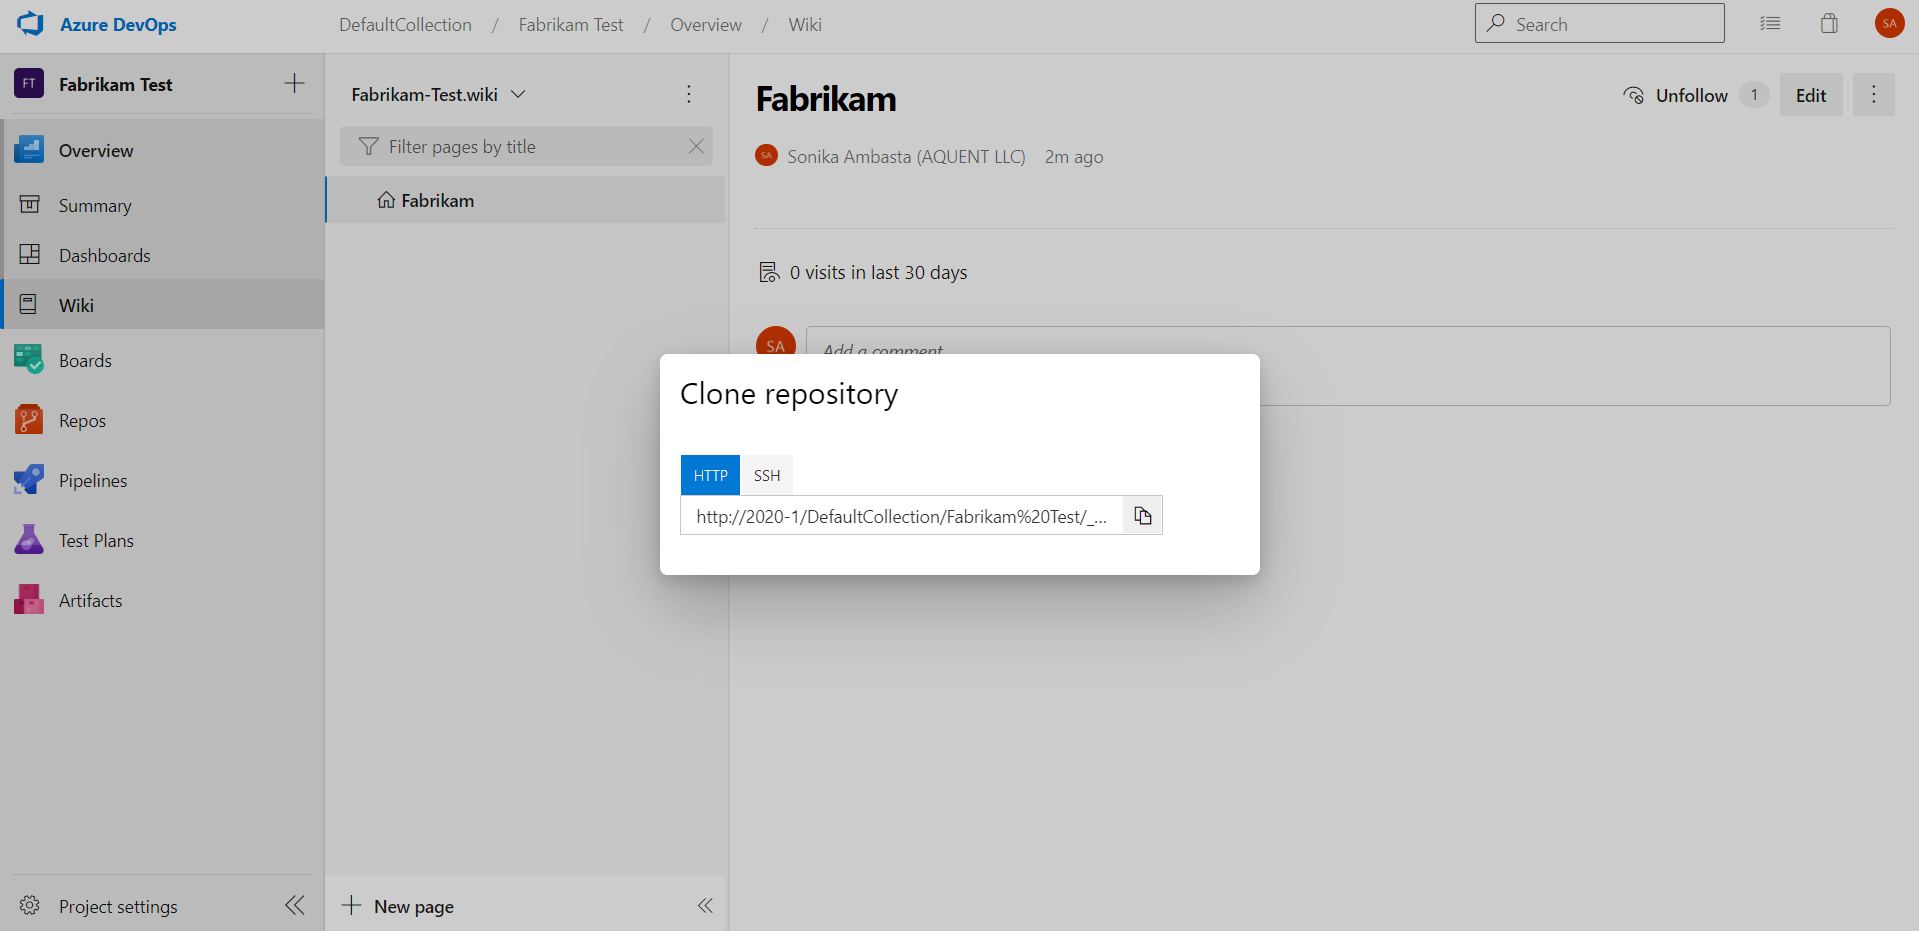 Azure DevOps
DefaultCollection / Fabrikam Test / Overview / Wiki
Search
SA
FT
Fabrikam Test
Overview
Summary
Dashboards
Wiki
Boards
Repos
Pipelines
Test Plans
Artifacts
Project settings
Fabrikam-Test.wiki
Filter pages by title
Fabrikam
New page
Fabrikam
Unfollow 1
Edit
SA
Sonika Ambasta (AQUENT LLC) 2m ago
0 visits in last 30 days
SA
Add a comment
Clone repository
HTTP SSH
http://2020-1/DefaultCollection/Fabrikam%20Test/_...